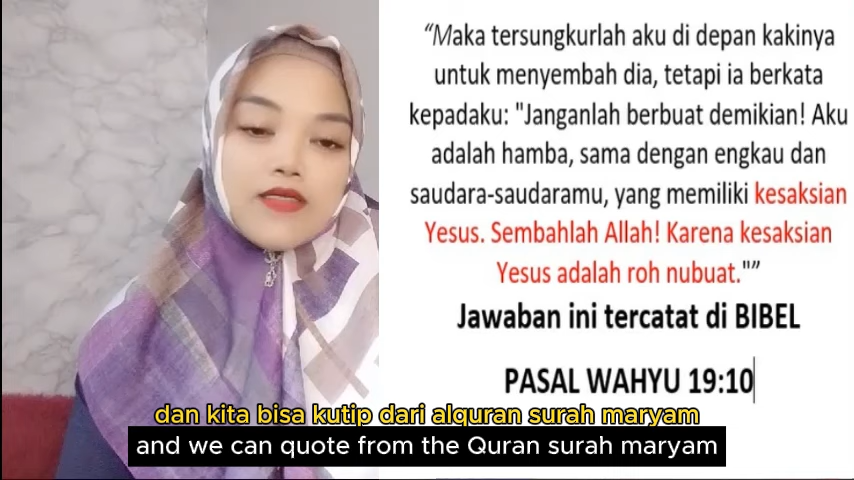 “Maka tersungkurlah aku di depan kakinya
untuk menyembah dia, tetapi ia berkata
kepadaku: "Janganlah berbuat demikian! Aku
adalah hamba, sama dengan engkau dan
saudara-saudaramu, yang memiliki kesaksian
Yesus. Sembahlah Allah! Karena kesaksian
Yesus adalah roh nubuat."”
Jawaban ini tercatat di BIBEL
PASAL WAHYU 19:10
dan kita bisa kutip dari alquran surah maryam
and we can quote from the Quran surah maryam